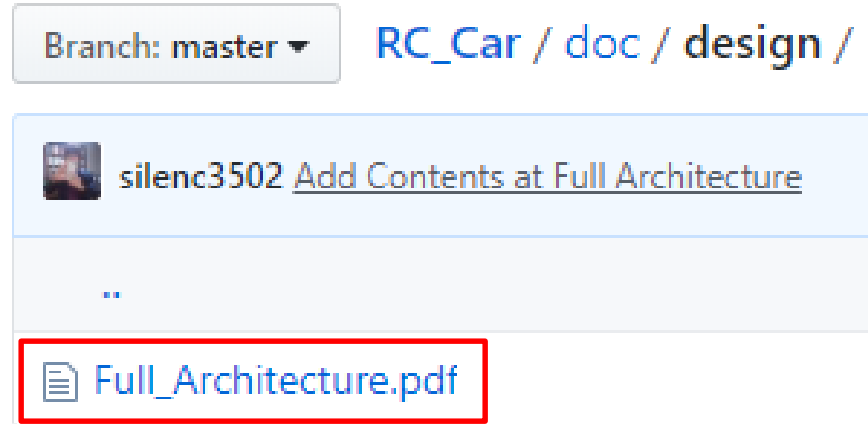 Branch: master RC_Car / doc / design /
silenc3502 Add Contents at Full Architecture
..
Full_Architecture.pdf